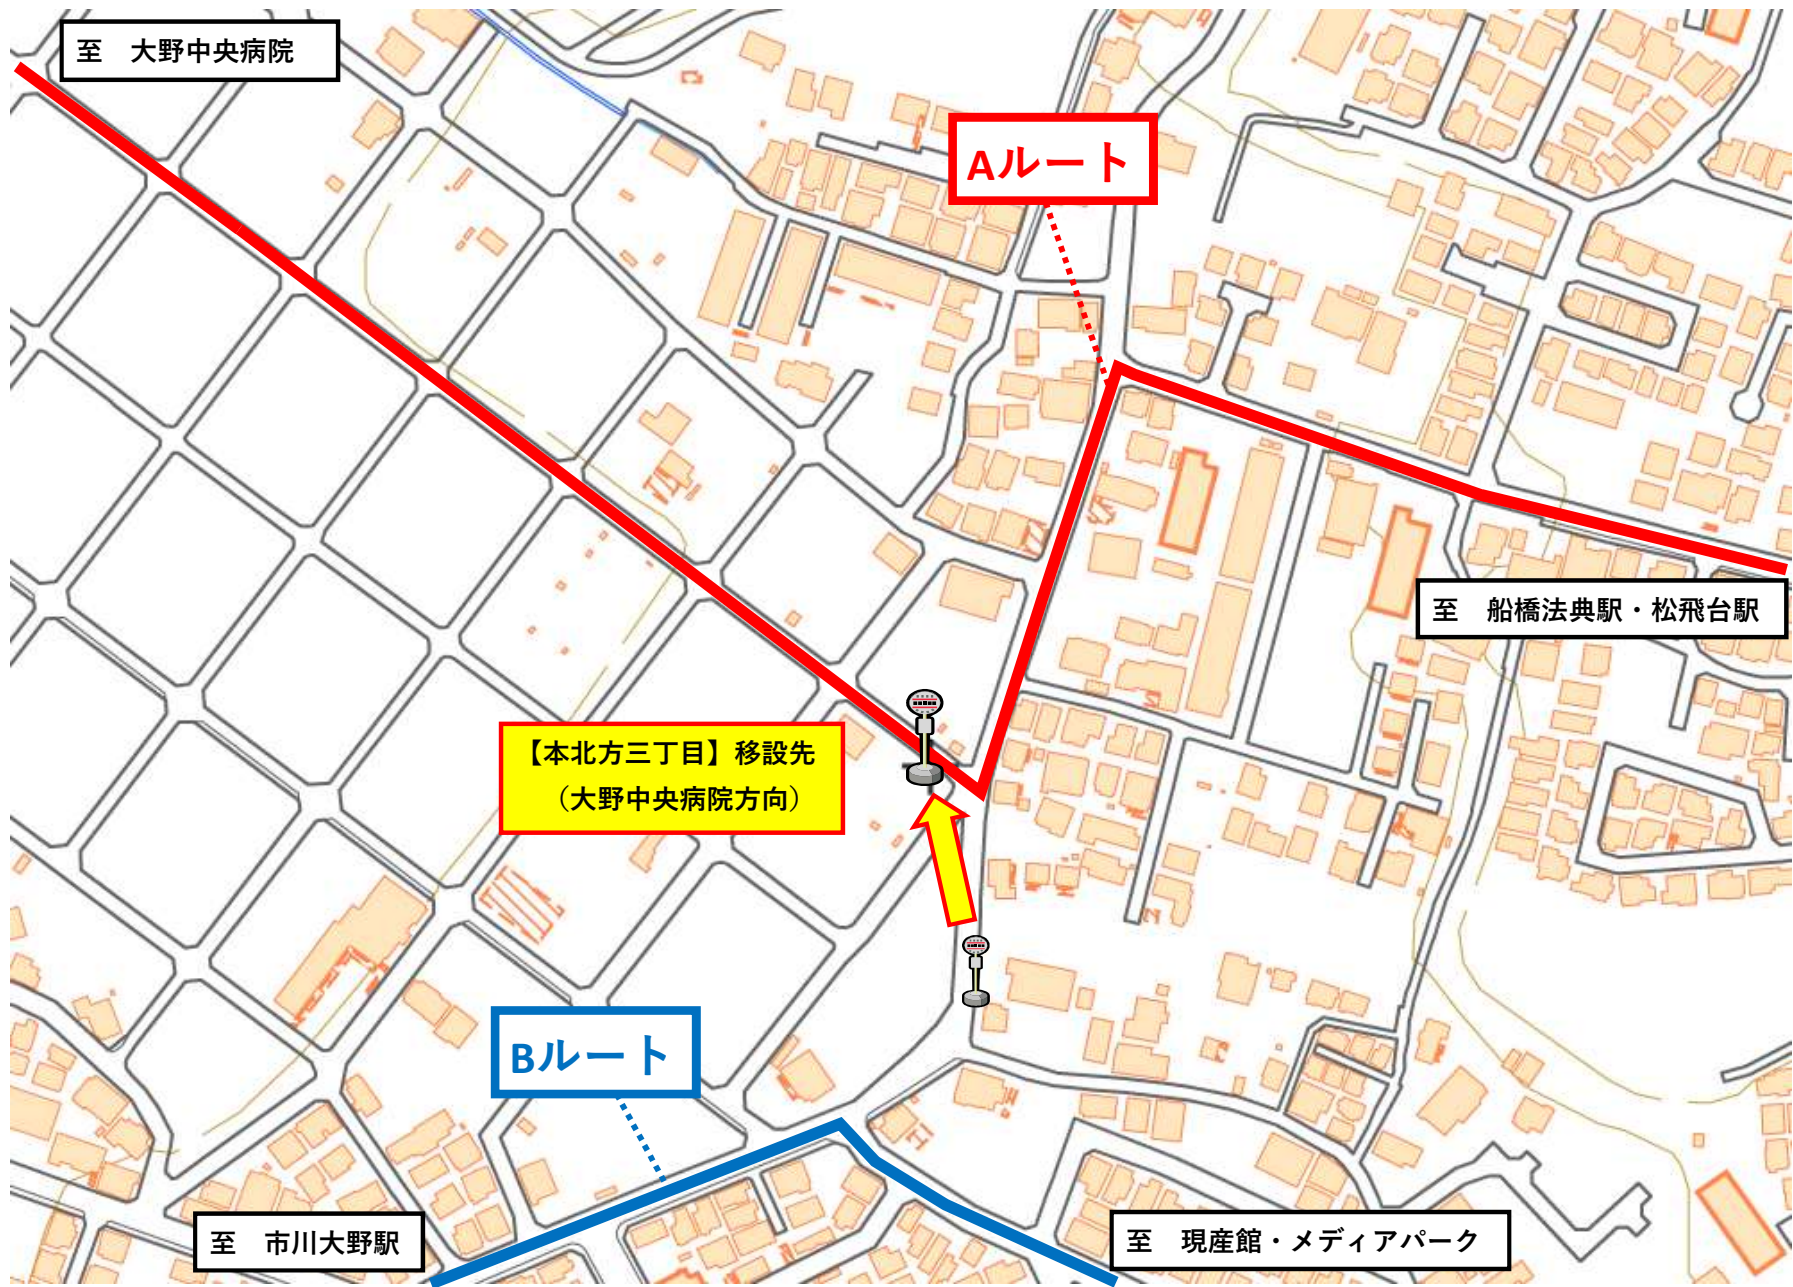 至　大野中央病院
Aルート
至　船橋法典駅・松飛台駅
【本北方三丁目】移設先
（大野中央病院方向）
Bルート
至　市川大野駅
至　現産館・メディアパーク